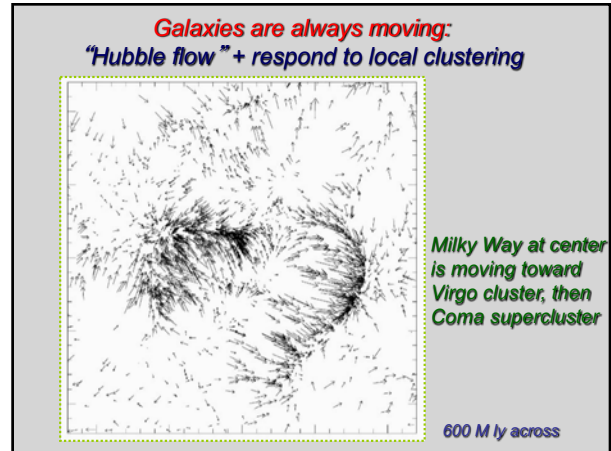 Galaxies are always moving:
“Hubble flow” + respond to local clustering
Milky Way at center
is moving toward
Virgo cluster, then
Coma supercluster
600 M ly across